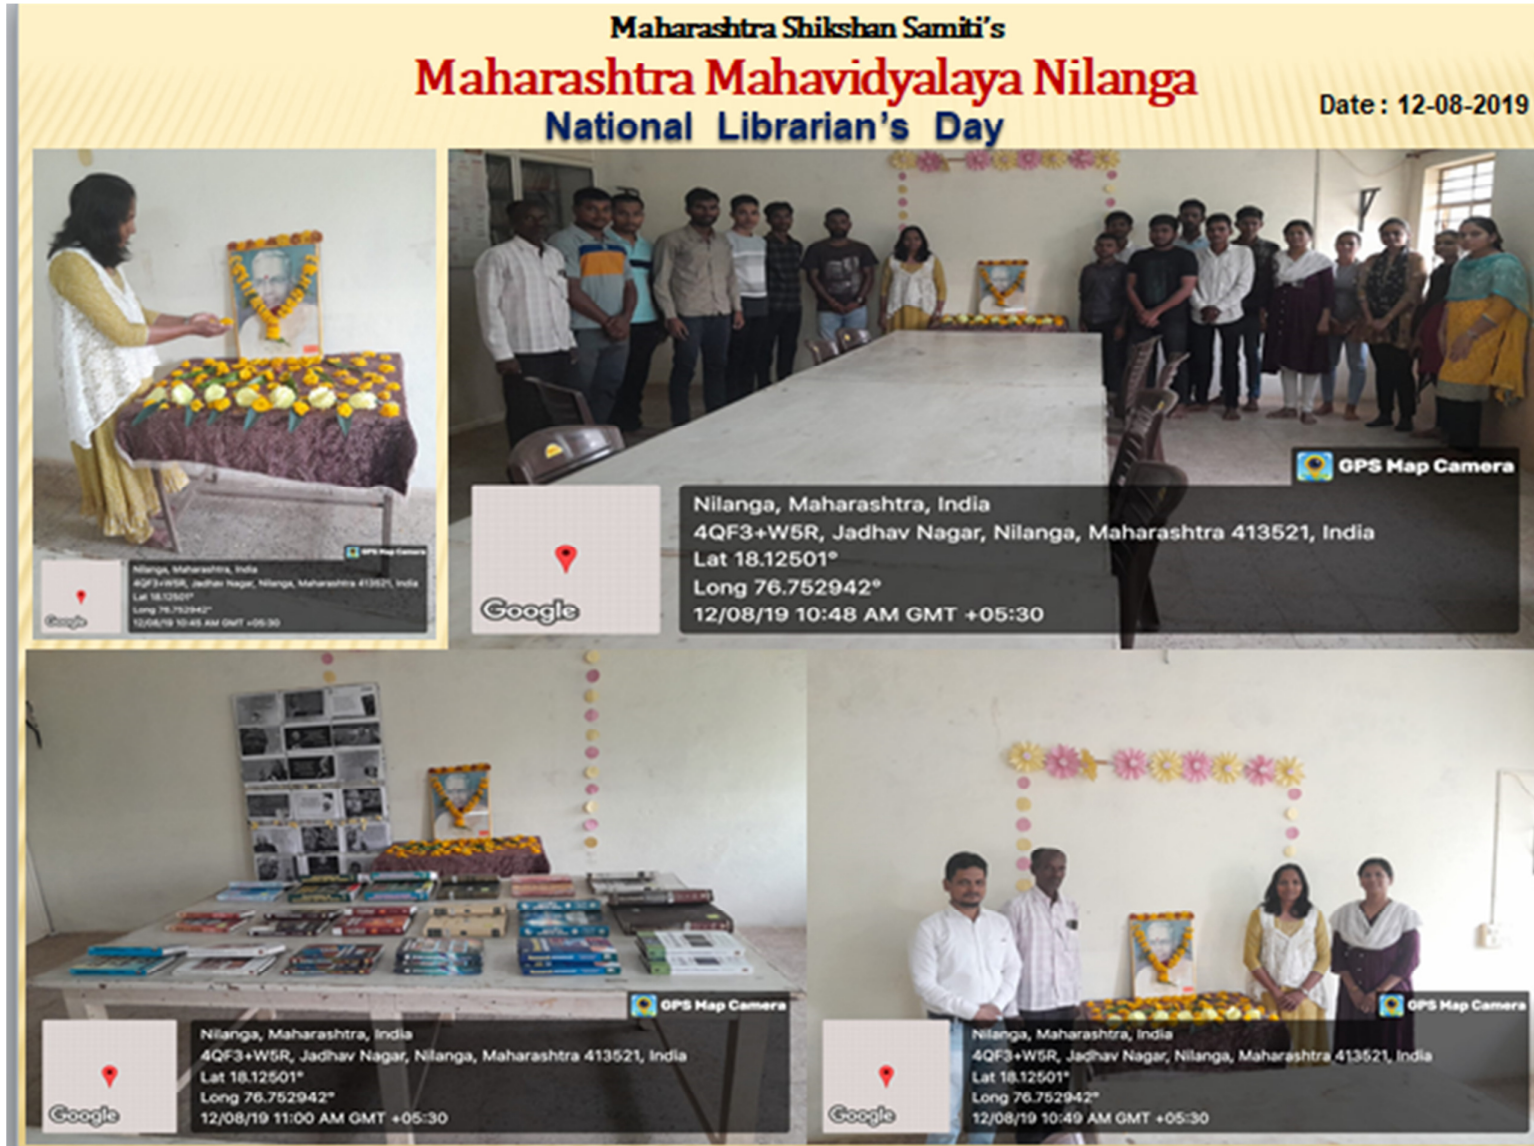 Maharashtra Shikshan Samiti's
Maharashtra Mahavidyalaya Nilanga
National Librarian's Day
Date : 12-08-2019
GPS Map Camera
Nilanga, Maharashtra, India
4QF3+W5R, Jadhav Nagar, Nilanga, Maharashtra 413521, India
Lat 18.12501°
Long 76.752942°
12/08/19 10:45 AM GMT +05:30
Google
GPS Map Camera
Nilanga, Maharashtra, India
4QF3+W5R, Jadhav Nagar, Nilanga, Maharashtra 413521, India
Lat 18.12501°
Long 76.752942°
12/08/19 10:48 AM GMT +05:30
Google
GPS Map Camera
Nilanga, Maharashtra, India
4QF3+W5R, Jadhav Nagar, Nilanga, Maharashtra 413521, India
Lat 18.12501°
Long 76.752942°
12/08/19 11:00 AM GMT +05:30
Google
GPS Map Camera
Nilanga, Maharashtra, India
4QF3+W5R, Jadhav Nagar, Nilanga, Maharashtra 413521, India
Lat 18.12501°
Long 76.752942°
12/08/19 10:49 AM GMT +05:30
Google